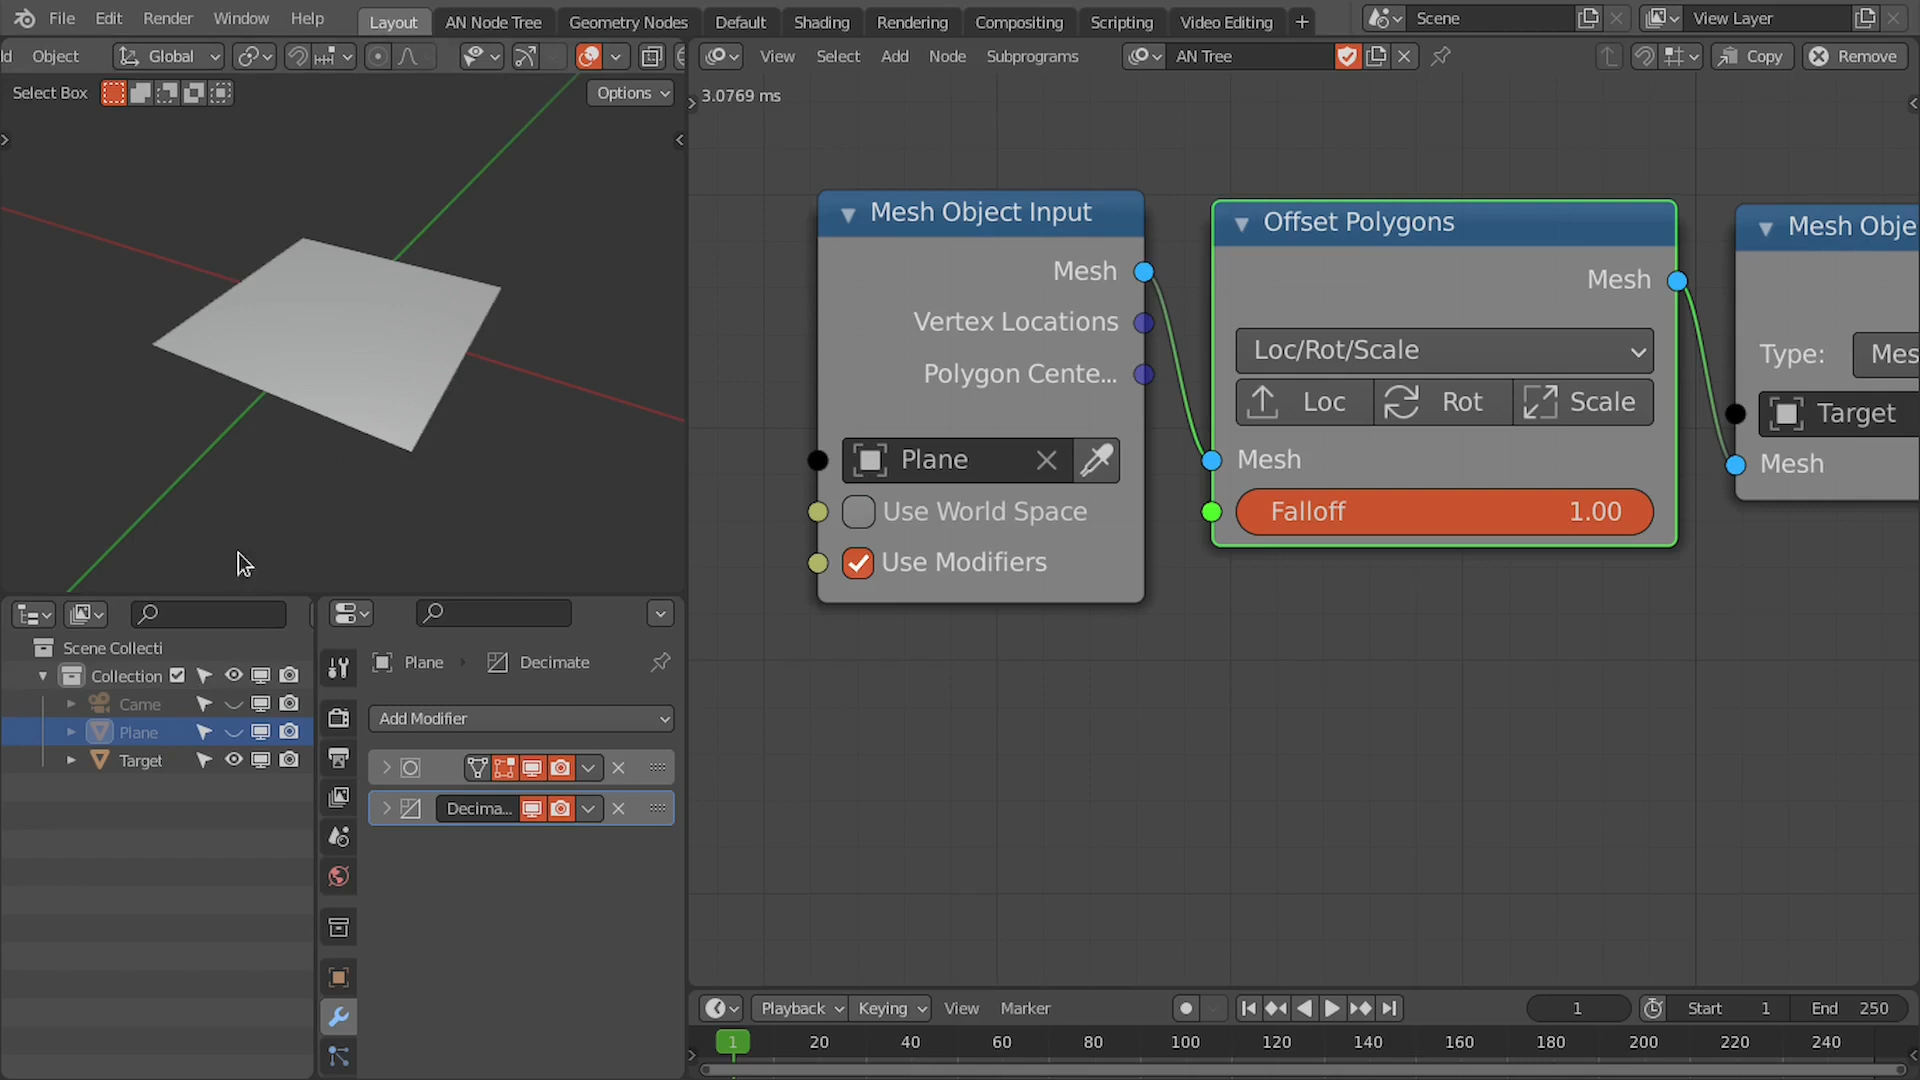 File Edit Render Window Help Layout AN Node Tree Geometry Nodes Default Shading Rendering Compositing Scripting Video Editing + Scene View Layer
Object Global View Select Add Node Subprograms AN Tree Copy Remove
Select Box Options 3.0769 ms
Mesh Object Input
Mesh
Vertex Locations
Polygon Cente...
Plane
Use World Space
Use Modifiers
Offset Polygons
Mesh
Loc/Rot/Scale
Loc Rot Scale
Mesh
Falloff 1.00
Mesh Obje
Type: Mes
Target
Mesh
Scene Collecti
Collection
Came
Plane
Target
Plane Decimate
Add Modifier
Decima...
Playback Keying View Marker 1 Start 1 End 250
1 20 40 60 80 100 120 140 160 180 200 220 240